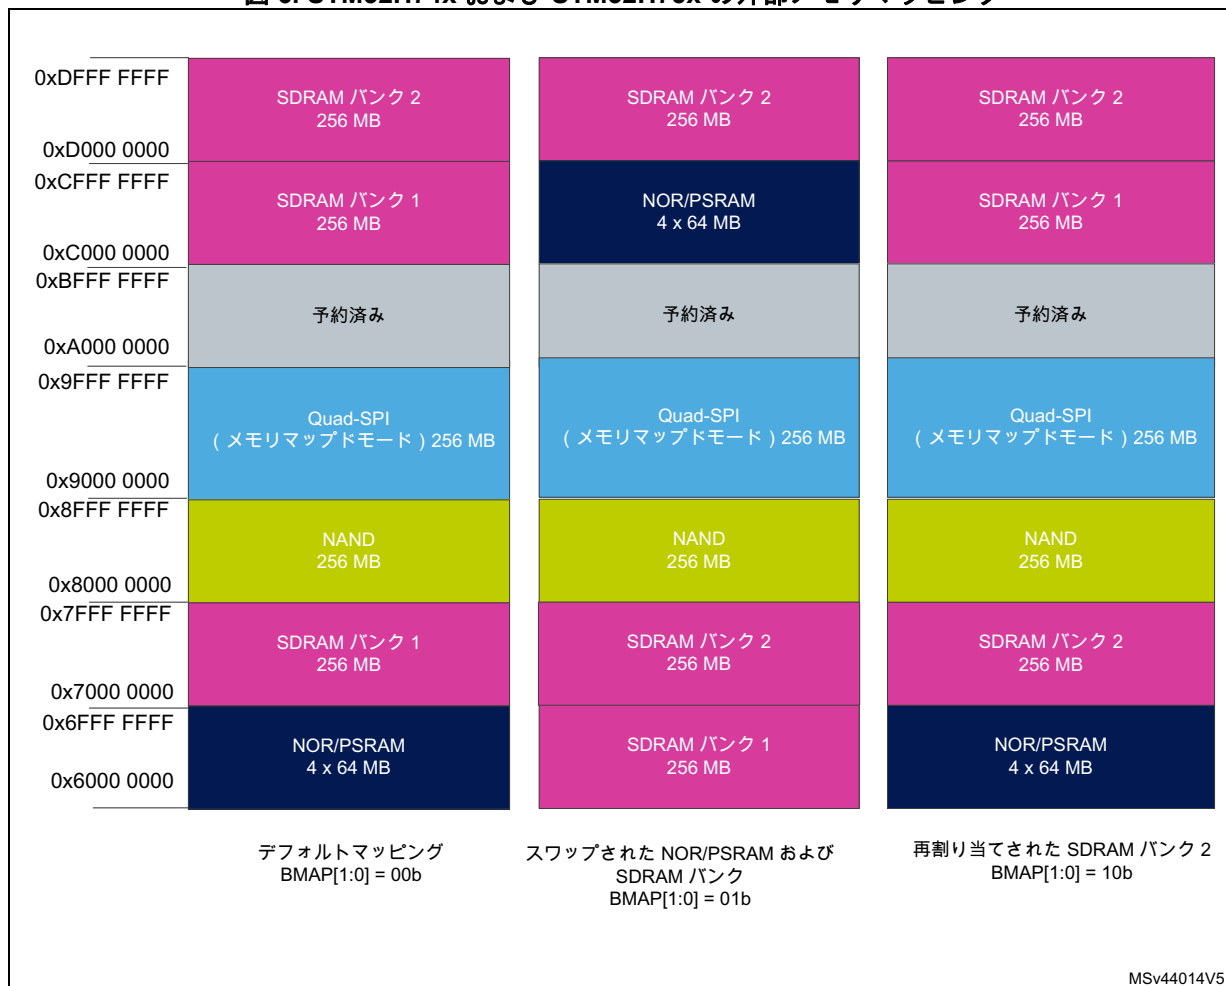 0xDFFF FFFF
0xD000 0000
0xCFFF FFFF
0xC000 0000
0xBFFF FFFF
0xA000 0000
0x9FFF FFFF
0x9000 0000
0x8FFF FFFF
0x8000 0000
0x7FFF FFFF
0x7000 0000
0x6FFF FFFF
0x6000 0000
SDRAM バンク 2
256 MB
SDRAM バンク 1
256 MB
予約済み
Quad-SPI
( メモリマップドモード ) 256 MB
NAND
256 MB
SDRAM バンク 1
256 MB
NOR/PSRAM
4 x 64 MB
デフォルトマッピング
BMAP[1:0] = 00b
SDRAM バンク 2
256 MB
NOR/PSRAM
4 x 64 MB
予約済み
Quad-SPI
( メモリマップドモード ) 256 MB
NAND
256 MB
SDRAM バンク 2
256 MB
SDRAM バンク 1
256 MB
スワップされた NOR/PSRAM および
SDRAM バンク
BMAP[1:0] = 01b
SDRAM バンク 2
256 MB
SDRAM バンク 1
256 MB
予約済み
Quad-SPI
( メモリマップドモード ) 256 MB
NAND
256 MB
SDRAM バンク 2
256 MB
NOR/PSRAM
4 x 64 MB
再割り当てされた SDRAM バンク 2
BMAP[1:0] = 10b
MSv44014V5